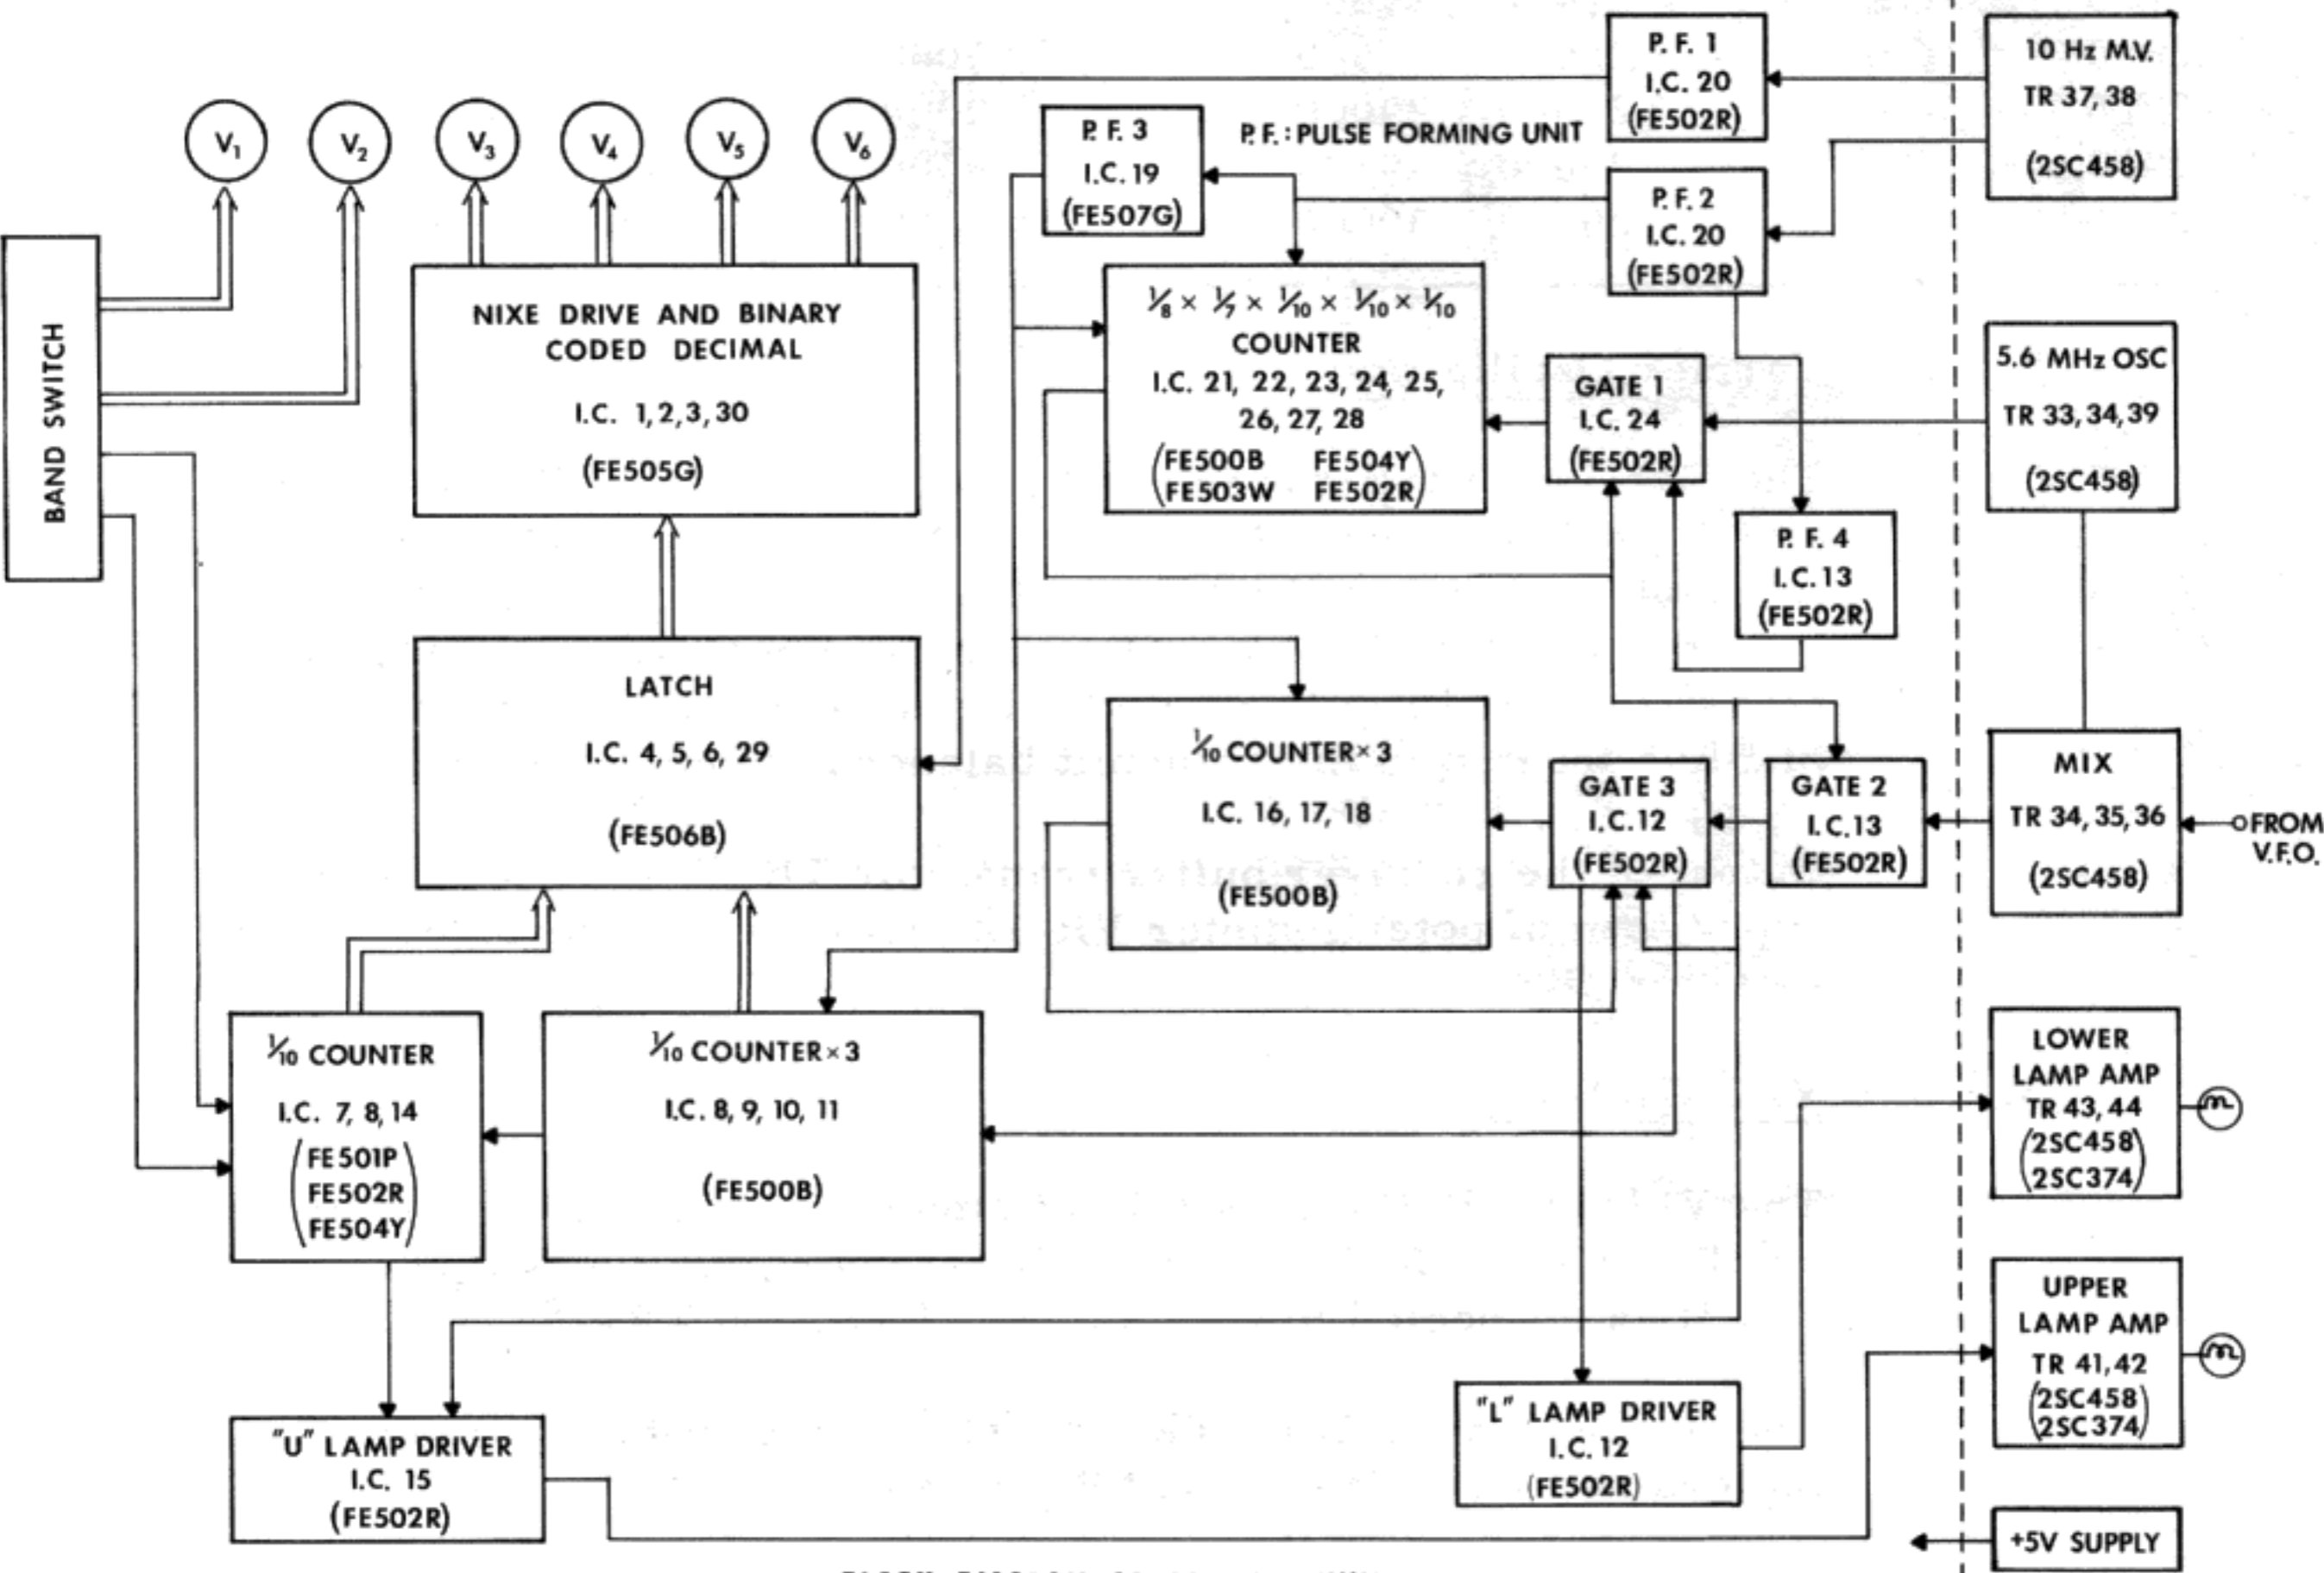 P. F. 1
I.C. 20
(FE502R)
10 Hz M.V.
TR 37, 38
(2SC458)
P. F. 3
I.C. 19
(FE507G)
P. F. : PULSE FORMING UNIT
P. F. 2
I.C. 20
(FE502R)
V1
V2
V3
V4
V5
V6
BAND SWITCH
NIXE DRIVE AND BINARY
CODED DECIMAL
I.C. 1, 2, 3, 30
(FE505G)
1/8 × 1/7 × 1/10 × 1/10 × 1/10
COUNTER
I.C. 21, 22, 23, 24, 25,
26, 27, 28
(FE500B FE504Y
FE503W FE502R)
GATE 1
I.C. 24
(FE502R)
5.6 MHz OSC
TR 33, 34, 39
(2SC458)
P. F. 4
I.C. 13
(FE502R)
LATCH
I.C. 4, 5, 6, 29
(FE506B)
1/10 COUNTER × 3
I.C. 16, 17, 18
(FE500B)
GATE 3
I.C. 12
(FE502R)
GATE 2
I.C. 13
(FE502R)
MIX
TR 34, 35, 36
(2SC458)
FROM
V.F.O.
1/10 COUNTER
I.C. 7, 8, 14
(FE501P
FE502R
FE504Y)
1/10 COUNTER × 3
I.C. 8, 9, 10, 11
(FE500B)
LOWER
LAMP AMP
TR 43, 44
(2SC458
2SC374)
UPPER
LAMP AMP
TR 41, 42
(2SC458
2SC374)
"U" LAMP DRIVER
I.C. 15
(FE502R)
"L" LAMP DRIVER
I.C. 12
(FE502R)
+5V SUPPLY